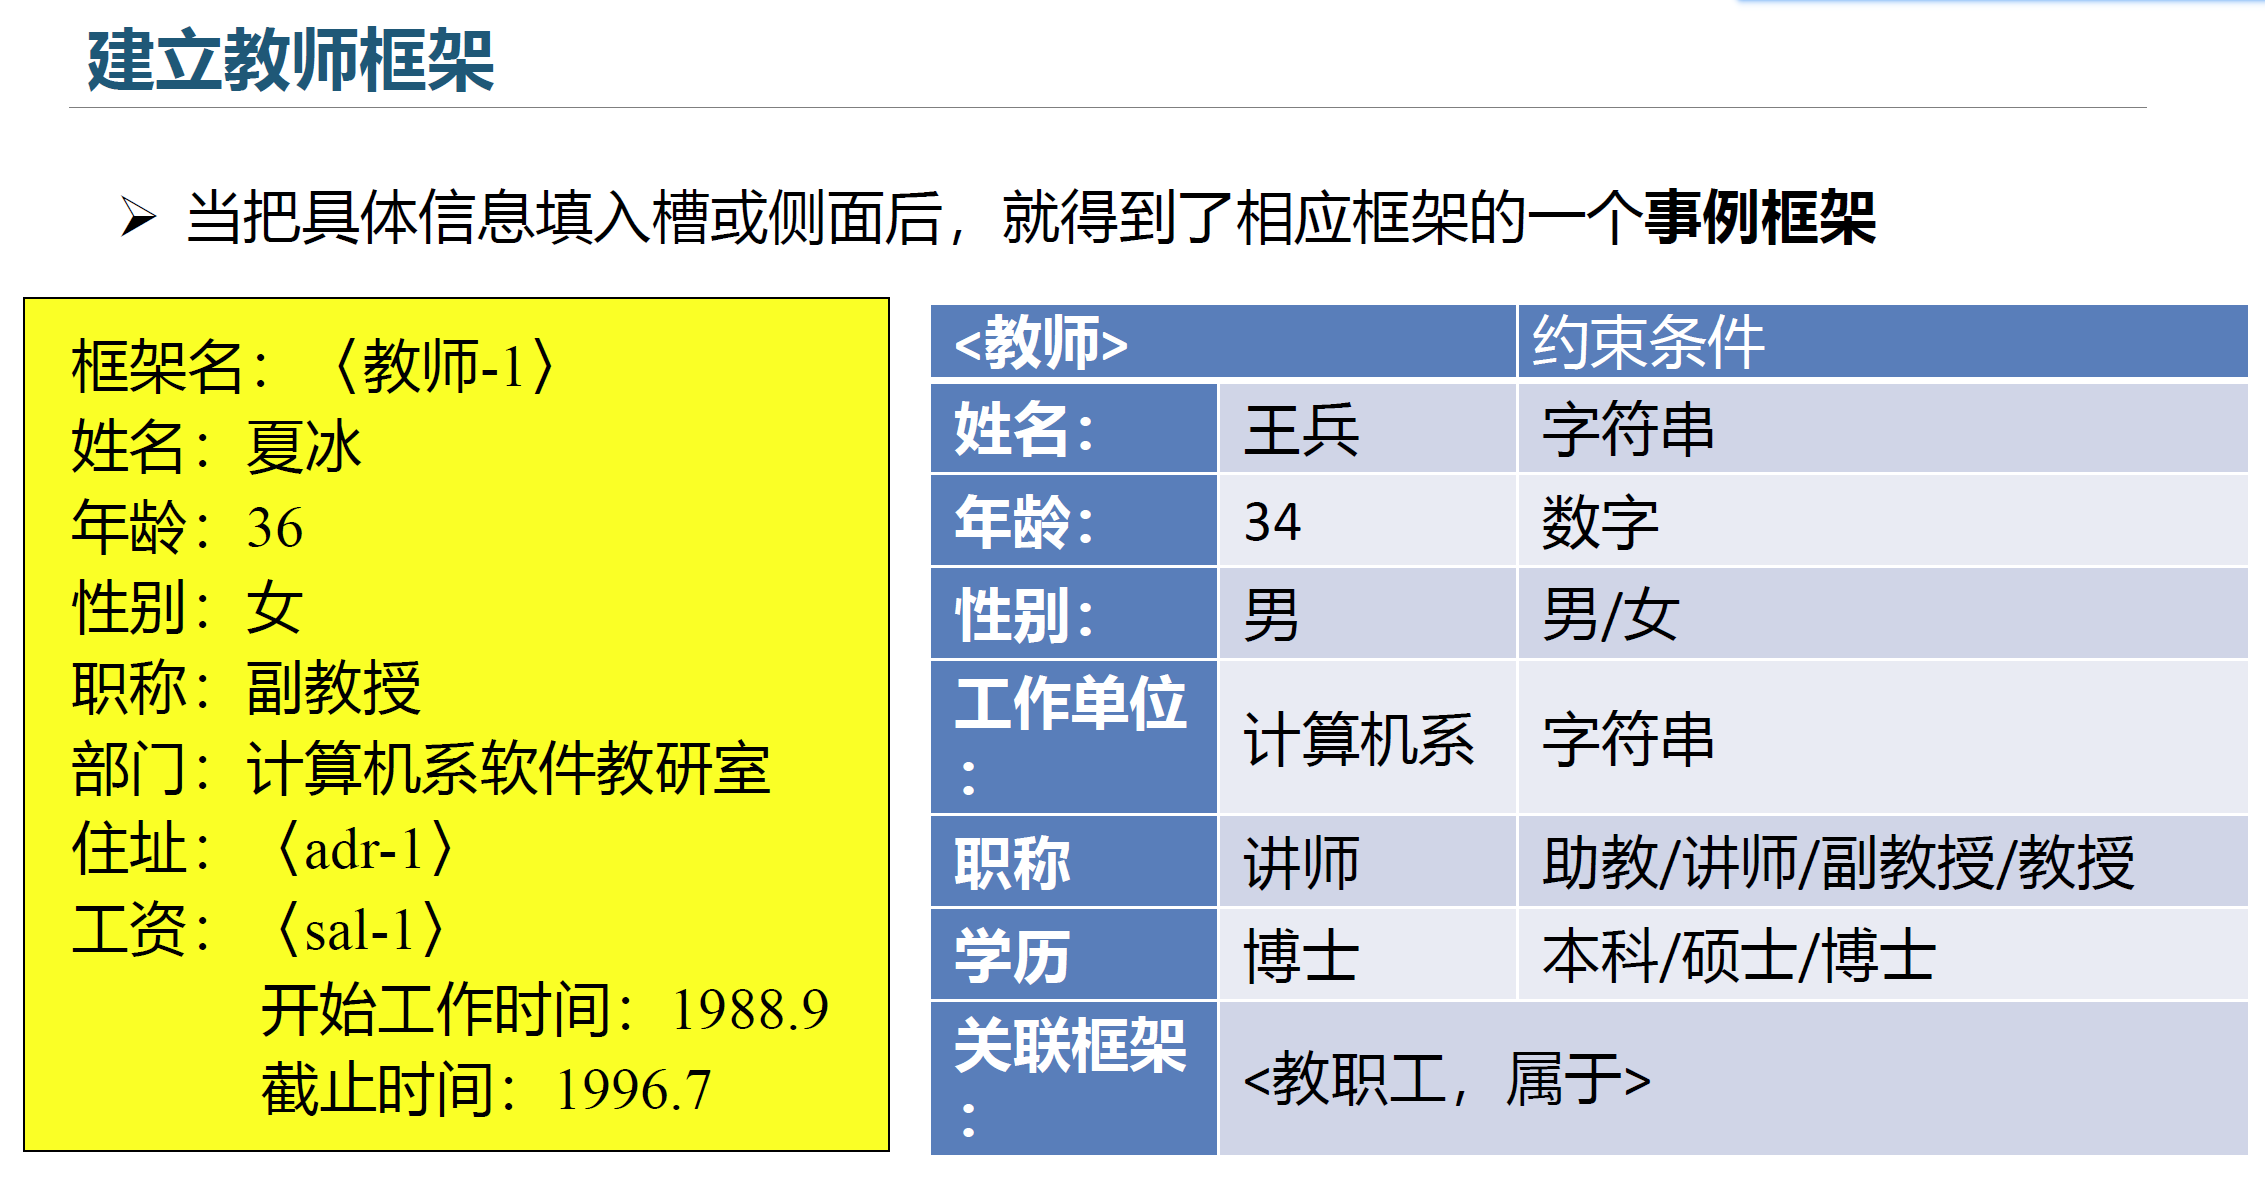 建立教师框架
➢ 当把具体信息填入槽或侧面后，就得到了相应框架的一个事例框架
框架名：〈教师-1〉
姓名：夏冰
年龄：36
性别：女
职称：副教授
部门：计算机系软件教研室
住址：〈adr-1〉
工资：〈sal-1〉
开始工作时间：1988.9
截止时间：1996.7
<教师> 约束条件
姓名： 王兵 字符串
年龄： 34 数字
性别： 男 男/女
工作单位： 计算机系 字符串
职称 讲师 助教/讲师/副教授/教授
学历 博士 本科/硕士/博士
关联框架： <教职工，属于>